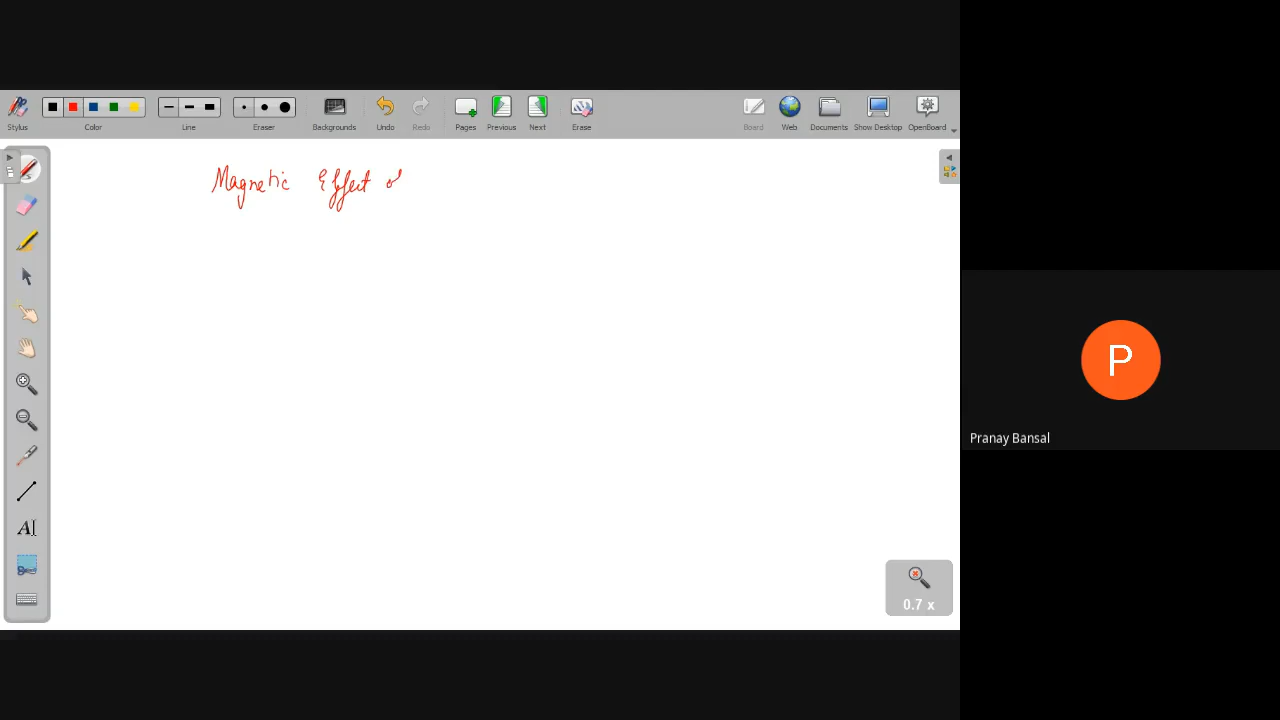 Stylus Color Line Eraser Backgrounds Undo Redo Pages Previous Next Erase Board Web Documents Show Desktop OpenBoard
Magnetic Effect
P
Pranay Bansal
A
0.7 x